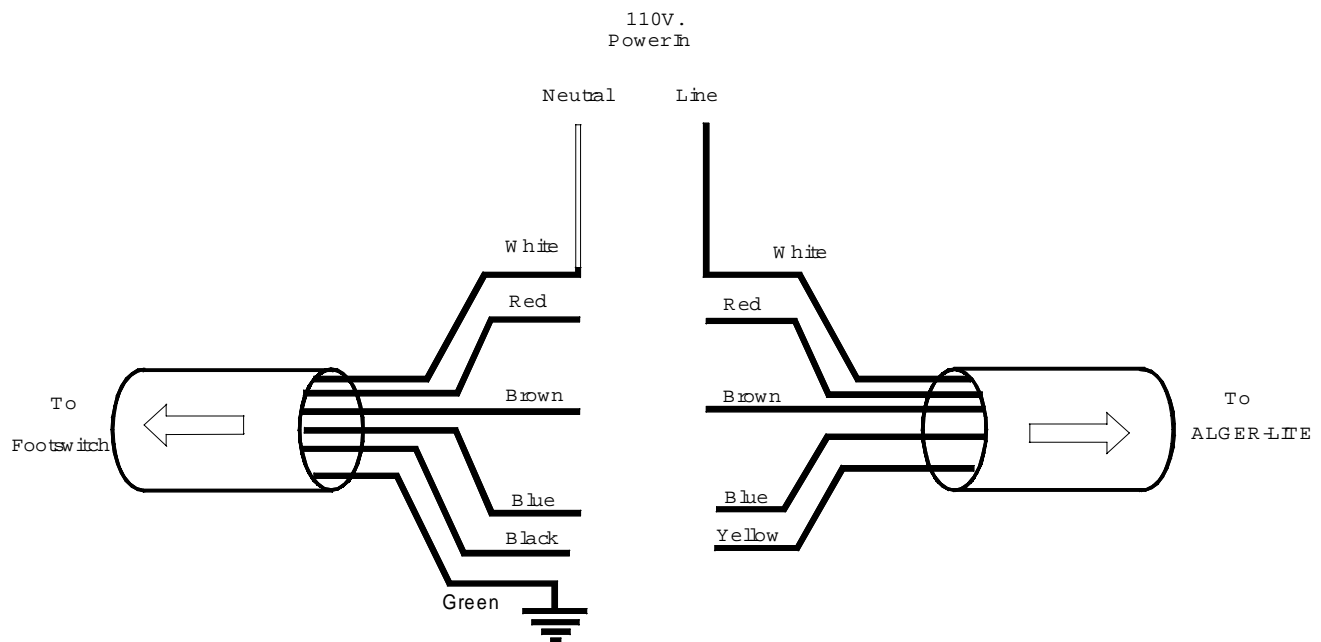 110V.
Power In
Neutral Line
White White
Red Red
Brown Brown
To To
Footswitch ALGER-LITE
Blue Blue
Black Yellow
Green